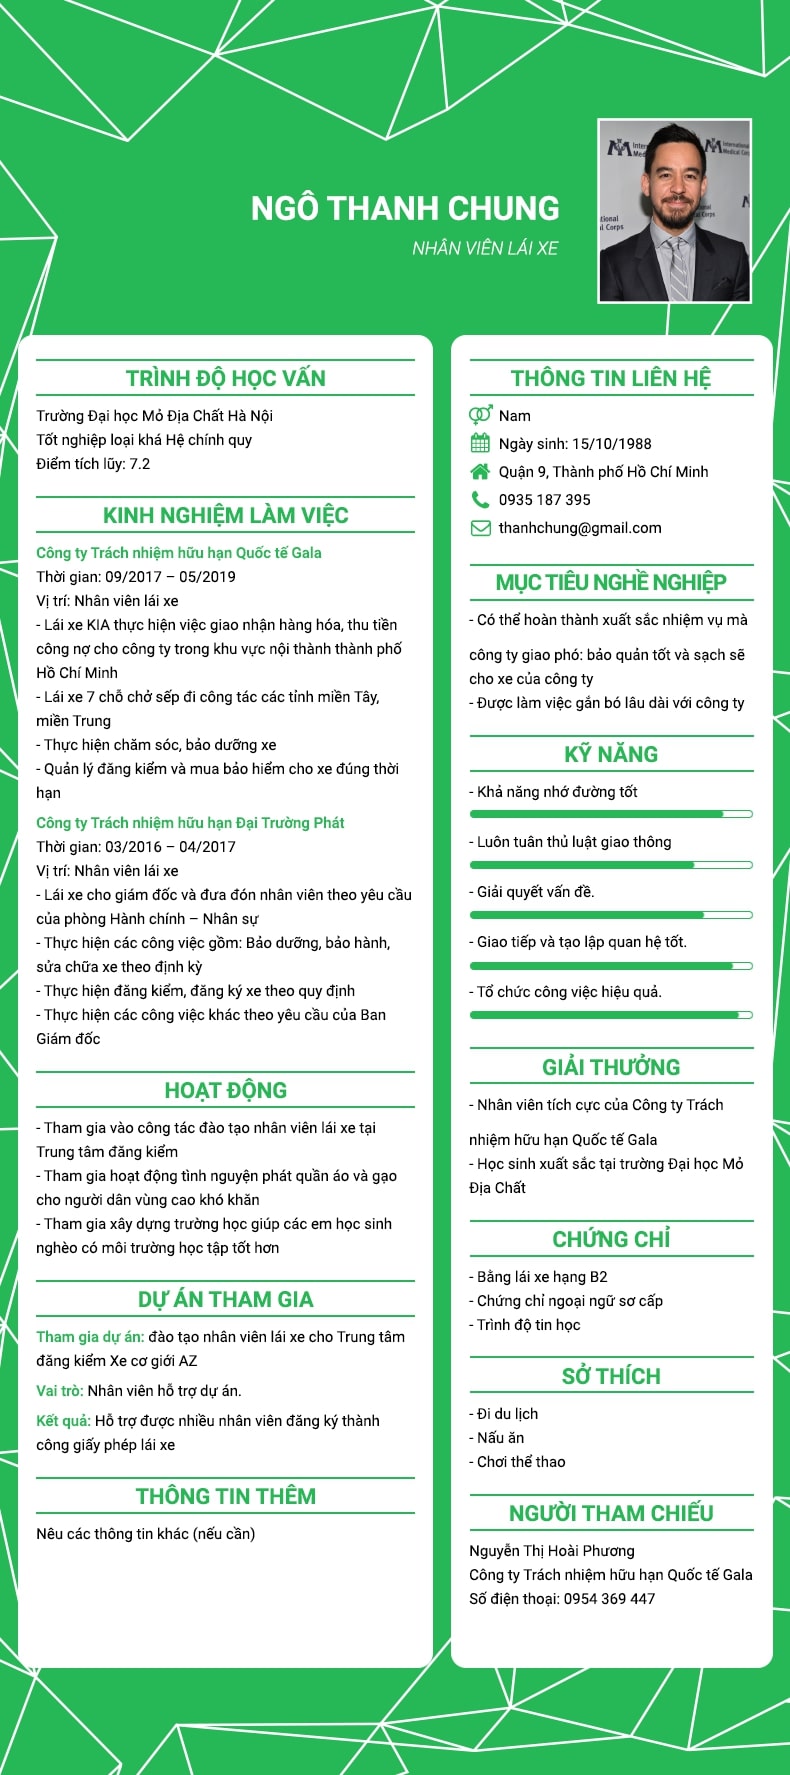 NGÔ THANH CHUNG
NHÂN VIÊN LÁI XE
International
Medical Corps
TRÌNH ĐỘ HỌC VẤN
Trường Đại học Mỏ Địa Chất Hà Nội
Tốt nghiệp loại khá Hệ chính quy
Điểm tích lũy: 7.2
KINH NGHIỆM LÀM VIỆC
Công ty Trách nhiệm hữu hạn Quốc tế Gala
Thời gian: 09/2017 – 05/2019
Vị trí: Nhân viên lái xe
- Lái xe KIA thực hiện việc giao nhận hàng hóa, thu tiền
công nợ cho công ty trong khu vực nội thành thành phố
Hồ Chí Minh
- Lái xe 7 chỗ chở sếp đi công tác các tỉnh miền Tây,
miền Trung
- Thực hiện chăm sóc, bảo dưỡng xe
- Quản lý đăng kiểm và mua bảo hiểm cho xe đúng thời
hạn
Công ty Trách nhiệm hữu hạn Đại Trường Phát
Thời gian: 03/2016 – 04/2017
Vị trí: Nhân viên lái xe
- Lái xe cho giám đốc và đưa đón nhân viên theo yêu cầu
của phòng Hành chính – Nhân sự
- Thực hiện các công việc gồm: Bảo dưỡng, bảo hành,
sửa chữa xe theo định kỳ
- Thực hiện đăng kiểm, đăng ký xe theo quy định
- Thực hiện các công việc khác theo yêu cầu của Ban
Giám đốc
HOẠT ĐỘNG
- Tham gia vào công tác đào tạo nhân viên lái xe tại
Trung tâm đăng kiểm
- Tham gia hoạt động tình nguyện phát quần áo và gạo
cho người dân vùng cao khó khăn
- Tham gia xây dựng trường học giúp các em học sinh
nghèo có môi trường học tập tốt hơn
DỰ ÁN THAM GIA
Tham gia dự án: đào tạo nhân viên lái xe cho Trung tâm
đăng kiểm Xe cơ giới AZ
Vai trò: Nhân viên hỗ trợ dự án.
Kết quả: Hỗ trợ được nhiều nhân viên đăng ký thành
công giấy phép lái xe
THÔNG TIN THÊM
Nêu các thông tin khác (nếu cần)
THÔNG TIN LIÊN HỆ
Nam
Ngày sinh: 15/10/1988
Quận 9, Thành phố Hồ Chí Minh
0935 187 395
thanhchung@gmail.com
MỤC TIÊU NGHỀ NGHIỆP
- Có thể hoàn thành xuất sắc nhiệm vụ mà
công ty giao phó: bảo quản tốt và sạch sẽ
cho xe của công ty
- Được làm việc gắn bó lâu dài với công ty
KỸ NĂNG
- Khả năng nhớ đường tốt
- Luôn tuân thủ luật giao thông
- Giải quyết vấn đề.
- Giao tiếp và tạo lập quan hệ tốt.
- Tổ chức công việc hiệu quả.
GIẢI THƯỞNG
- Nhân viên tích cực của Công ty Trách
nhiệm hữu hạn Quốc tế Gala
- Học sinh xuất sắc tại trường Đại học Mỏ
Địa Chất
CHỨNG CHỈ
- Bằng lái xe hạng B2
- Chứng chỉ ngoại ngữ sơ cấp
- Trình độ tin học
SỞ THÍCH
- Đi du lịch
- Nấu ăn
- Chơi thể thao
NGƯỜI THAM CHIẾU
Nguyễn Thị Hoài Phương
Công ty Trách nhiệm hữu hạn Quốc tế Gala
Số điện thoại: 0954 369 447